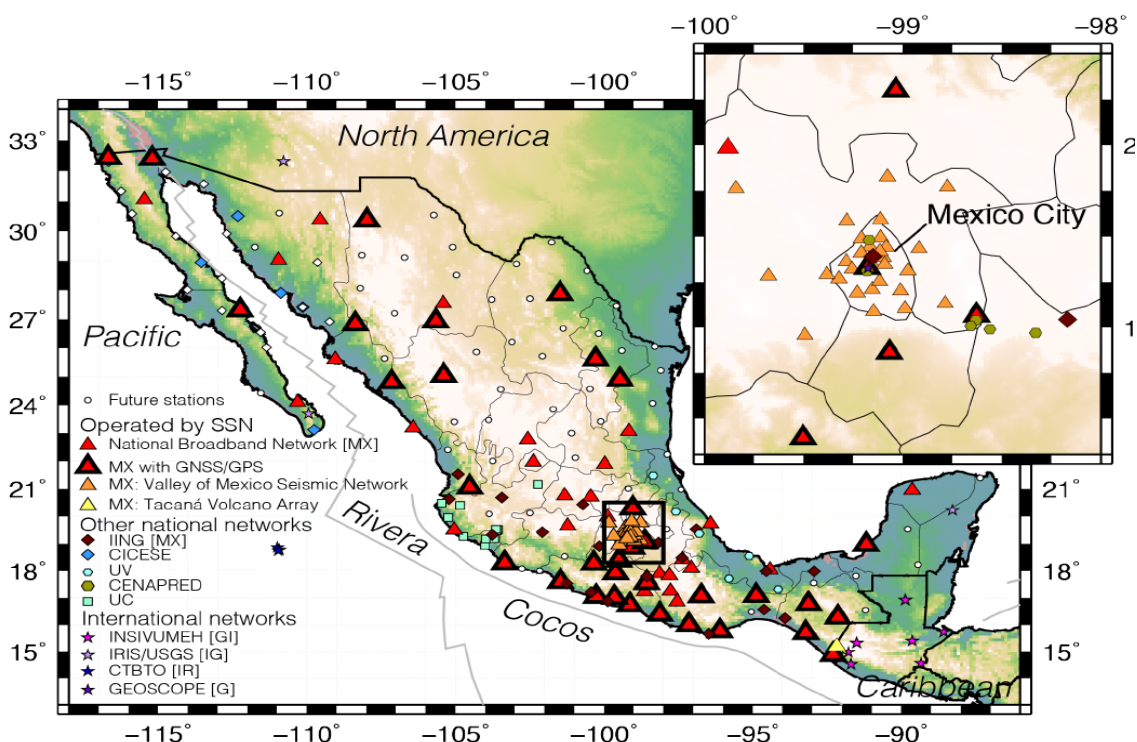 −100° −99° −98°
2
1
−115° −110° −105° −100°
33°
30°
27°
24°
21°
18°
15°
North America
Mexico City
Pacific
Rivera
Cocos
Caribbean
Future stations
Operated by SSN
National Broadband Network [MX]
MX with GNSS/GPS
MX: Valley of Mexico Seismic Network
MX: Tacaná Volcano Array
Other national networks
IING [MX]
CICESE
UV
CENAPRED
UC
International networks
INSIVUMEH [GI]
IRIS/USGS [IG]
CTBTO [IR]
GEOSCOPE [G]
21°
18°
15°
−115° −110° −105° −100° −95° −90°